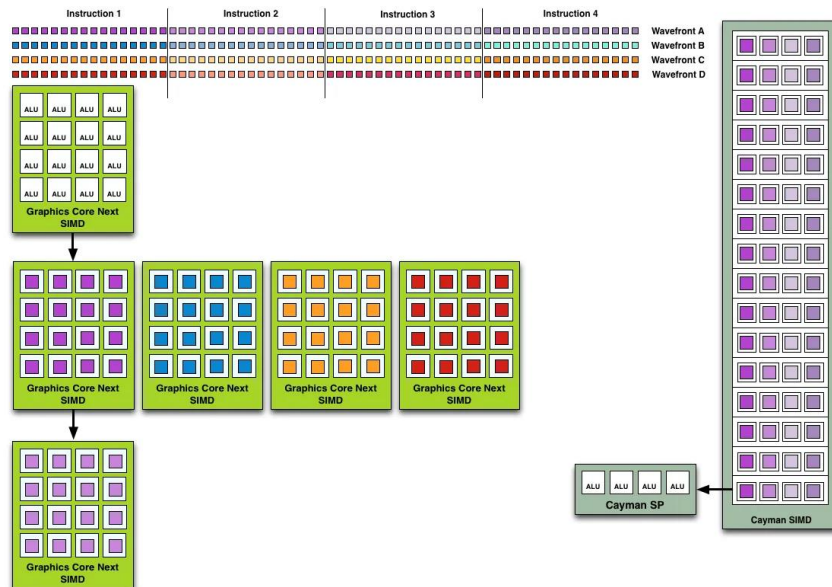 Instruction 1 Instruction 2 Instruction 3 Instruction 4
Wavefront A
Wavefront B
Wavefront C
Wavefront D
ALU ALU ALU ALU
ALU ALU ALU ALU
ALU ALU ALU ALU
ALU ALU ALU ALU
Graphics Core Next
SIMD
Graphics Core Next
SIMD
Graphics Core Next
SIMD
Graphics Core Next
SIMD
Graphics Core Next
SIMD
Graphics Core Next
SIMD
ALU ALU ALU ALU
Cayman SP
Cayman SIMD